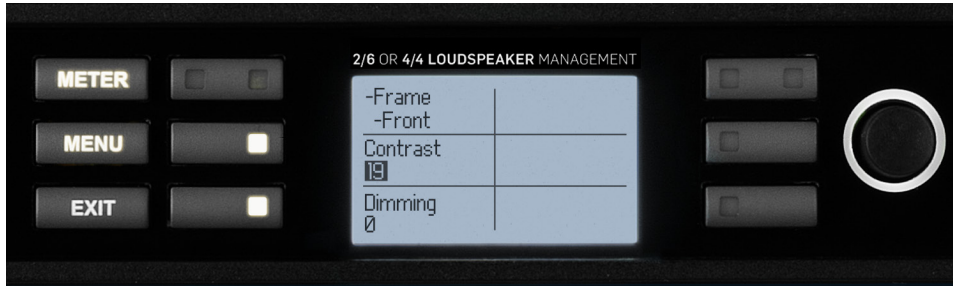 2/6 OR 4/4 LOUDSPEAKER MANAGEMENT
METER
MENU
EXIT
-Frame
-Front
Contrast
19
Dimming
0